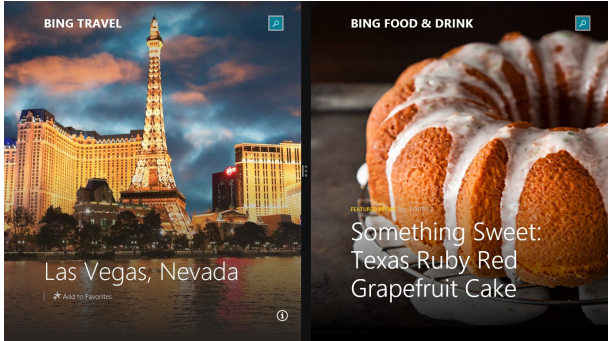 BING TRAVEL
Las Vegas, Nevada
Add to Favorites
BING FOOD & DRINK
Something Sweet:
Texas Ruby Red
Grapefruit Cake